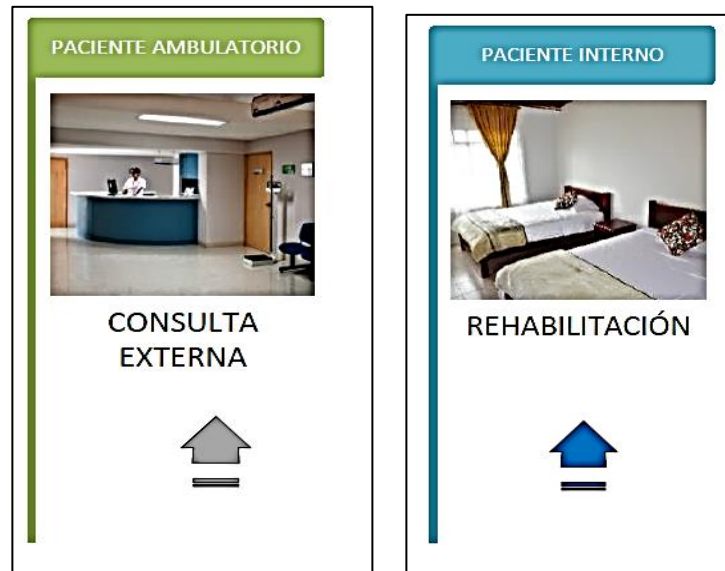 PACIENTE AMBULATORIO
CONSULTA
EXTERNA
PACIENTE INTERNO
REHABILITACIÓN